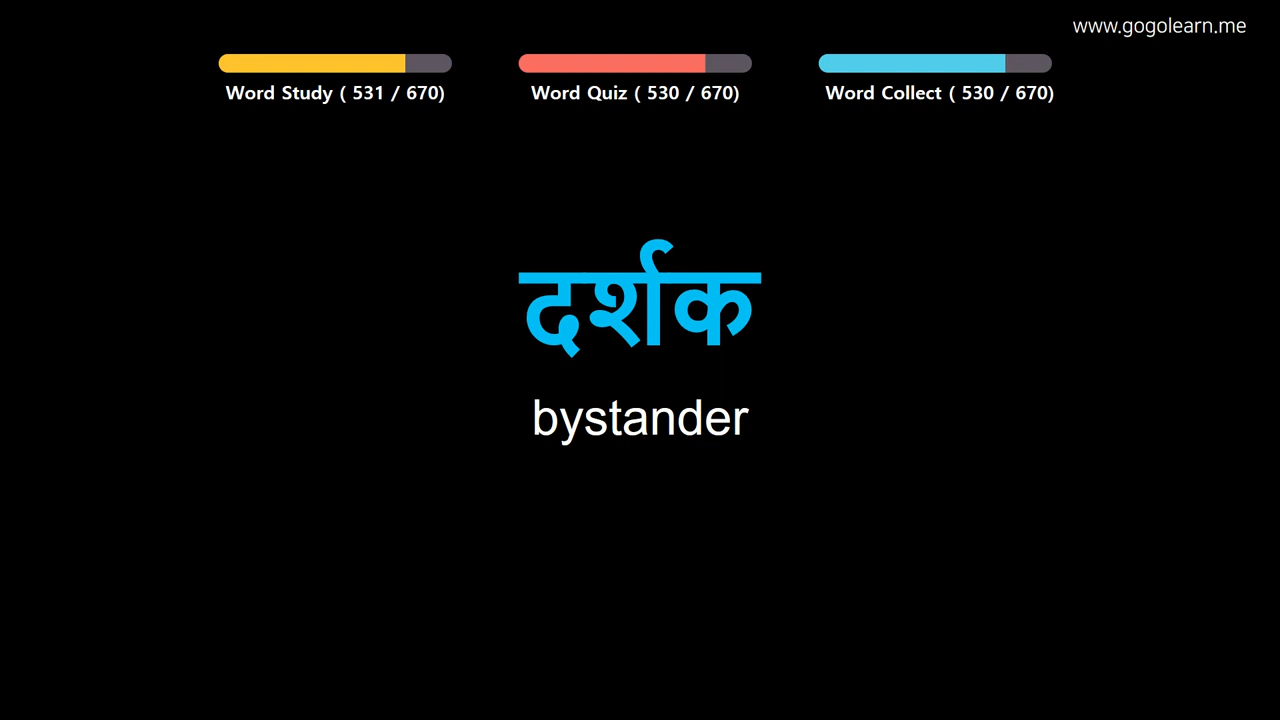 www.gogolearn.me
Word Study ( 531 / 670)
Word Quiz ( 530 / 670)
Word Collect ( 530 / 670)
दर्शक
bystander